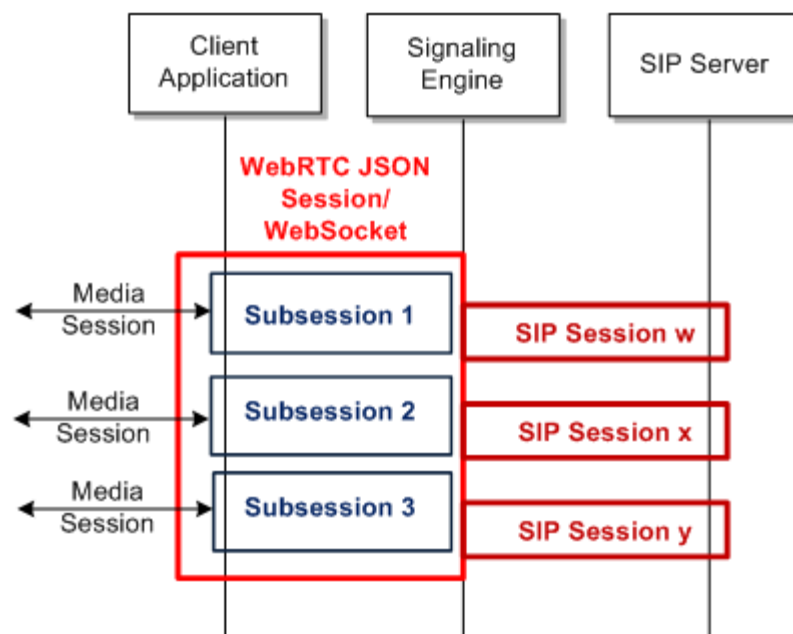 Client
Application
Signaling
Engine
SIP Server
WebRTC JSON
Session/
WebSocket
Media
Session
Subsession 1
SIP Session w
Media
Session
Subsession 2
SIP Session x
Media
Session
Subsession 3
SIP Session y